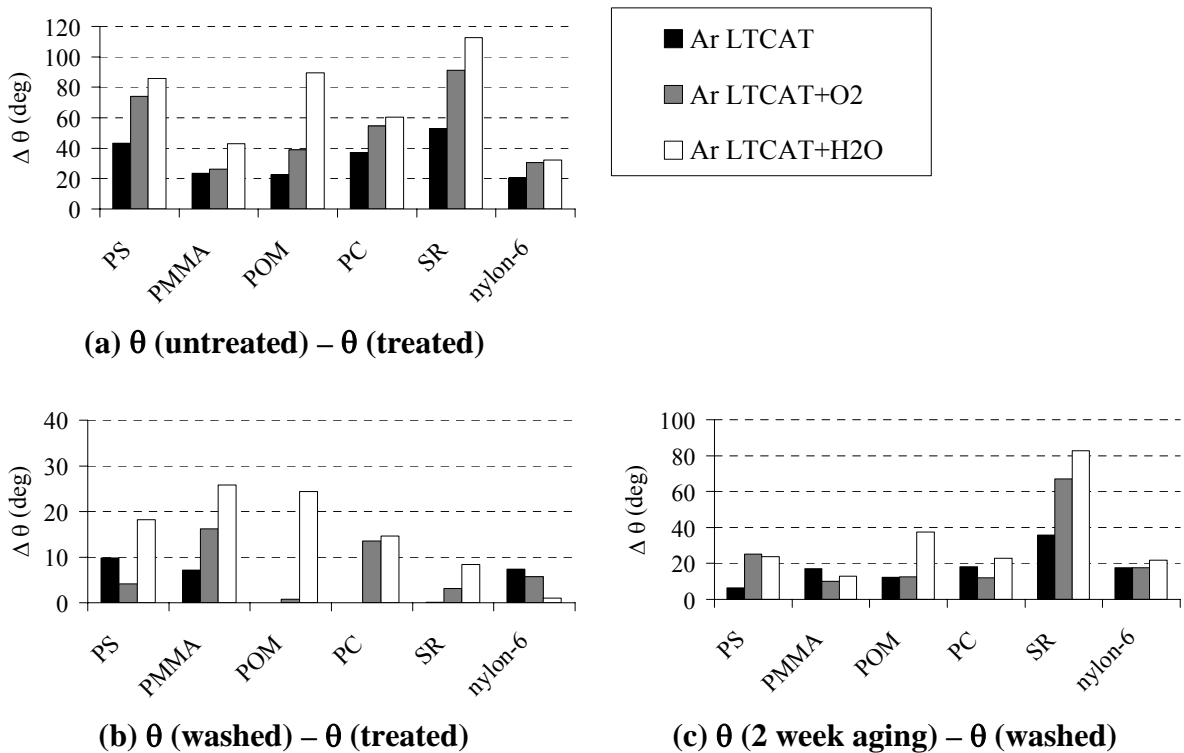 120
100
80
60
40
20
0
Δ θ (deg)
PS
PMMA
POM
PC
SR
nylon-6
(a) θ (untreated) – θ (treated)
Ar LTCAT
Ar LTCAT+O2
Ar LTCAT+H2O
40
30
20
10
0
Δ θ (deg)
PS
PMMA
POM
PC
SR
nylon-6
(b) θ (washed) – θ (treated)
100
80
60
40
20
0
Δ θ (deg)
PS
PMMA
POM
PC
SR
nylon-6
(c) θ (2 week aging) – θ (washed)